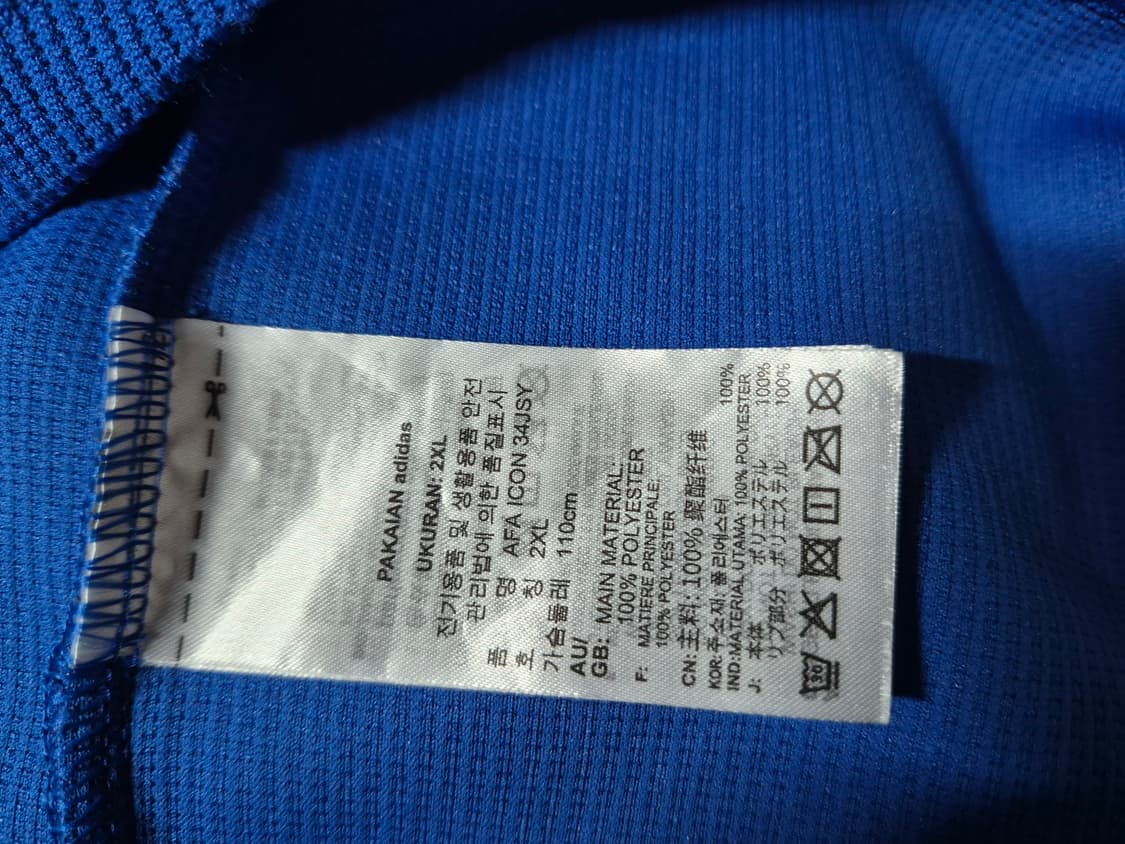 PAKAIAN adidas
UKURAN: 2XL
전기용품 및 생활용품 안전
관리법에 의한 품질표시
품 명 AFA ICON 34JSY
호 칭 2XL
가슴둘레 110cm
AU/
GB: MAIN MATERIAL:
100% POLYESTER
F: MATIERE PRINCIPALE:
100% POLYESTER
CN: 主料: 100% 聚酯纤维
KOR: 주소재: 폴리에스터 100%
IND: MATERIAL UTAMA 100% POLYESTER
J: 本体 ポリエステル 100%
リブ部分 ポリエステル 100%
30